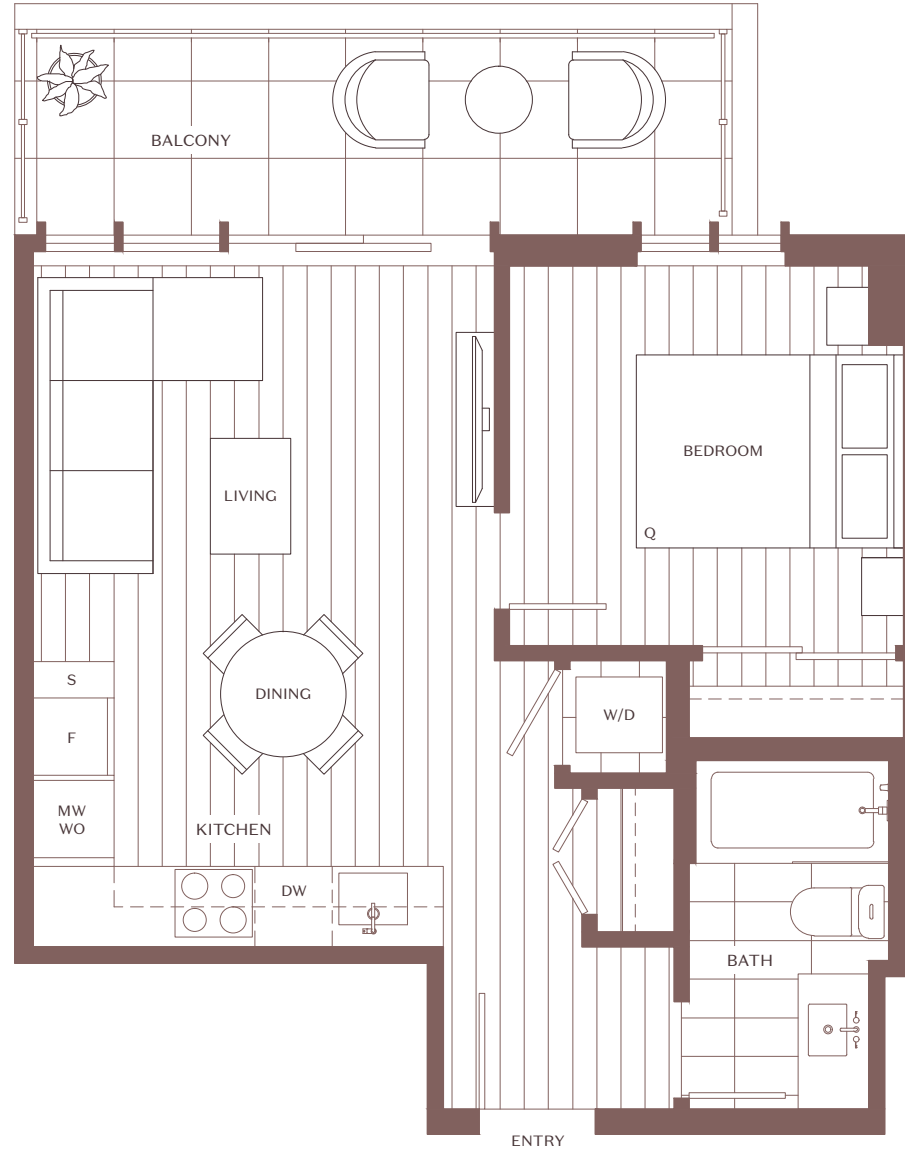 BALCONY
BEDROOM
LIVING
Q
S
DINING
W/D
F
MW
WO
KITCHEN
DW
BATH
ENTRY